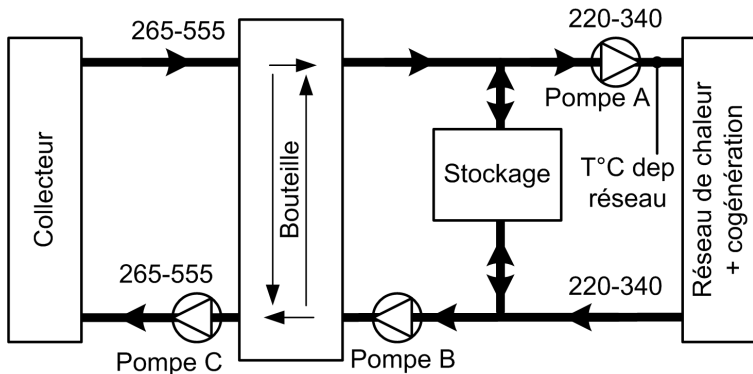 265-555
220-340
Pompe A
Collecteur
Bouteille
Stockage
T°C dep
réseau
Réseau de chaleur
+ cogénération
265-555
220-340
Pompe C
Pompe B